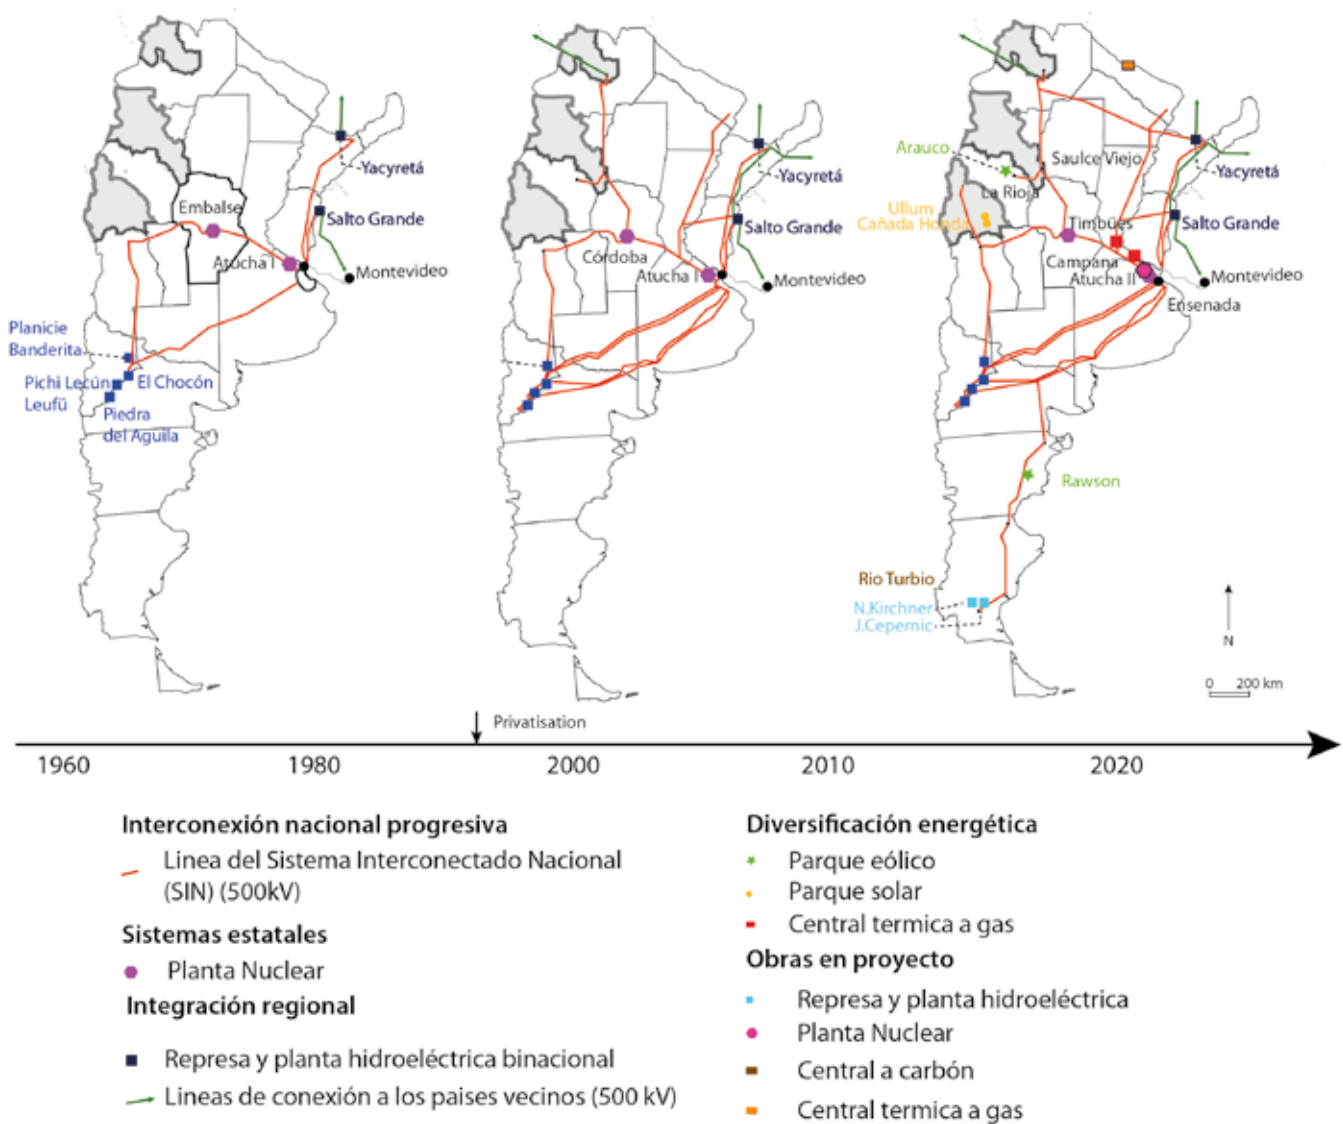 Embalse
Atucha I
Yacyretá
Salto Grande
Montevideo
Planicie
Banderita
Pichi Lecún
Leufú
El Chocón
Piedra
del Aguila
Yacyretá
Salto Grande
Córdoba
Atucha I
Montevideo
Arauco
Saulce Viejo
La Rioja
Yacyretá
Ullum
Cañada Honda
Timbúes
Salto Grande
Campana
Atucha II
Montevideo
Ensenada
Rawson
Rio Turbio
N.Kirchner
J.Cepernic
N
0 200 km
Privatisation
1960 1980 2000 2010 2020
Interconexión nacional progresiva
Linea del Sistema Interconectado Nacional
(SIN) (500kV)
Sistemas estatales
Planta Nuclear
Integración regional
Represa y planta hidroeléctrica binacional
Lineas de conexión a los paises vecinos (500 kV)
Diversificación energética
Parque eólico
Parque solar
Central termica a gas
Obras en proyecto
Represa y planta hidroeléctrica
Planta Nuclear
Central a carbón
Central termica a gas